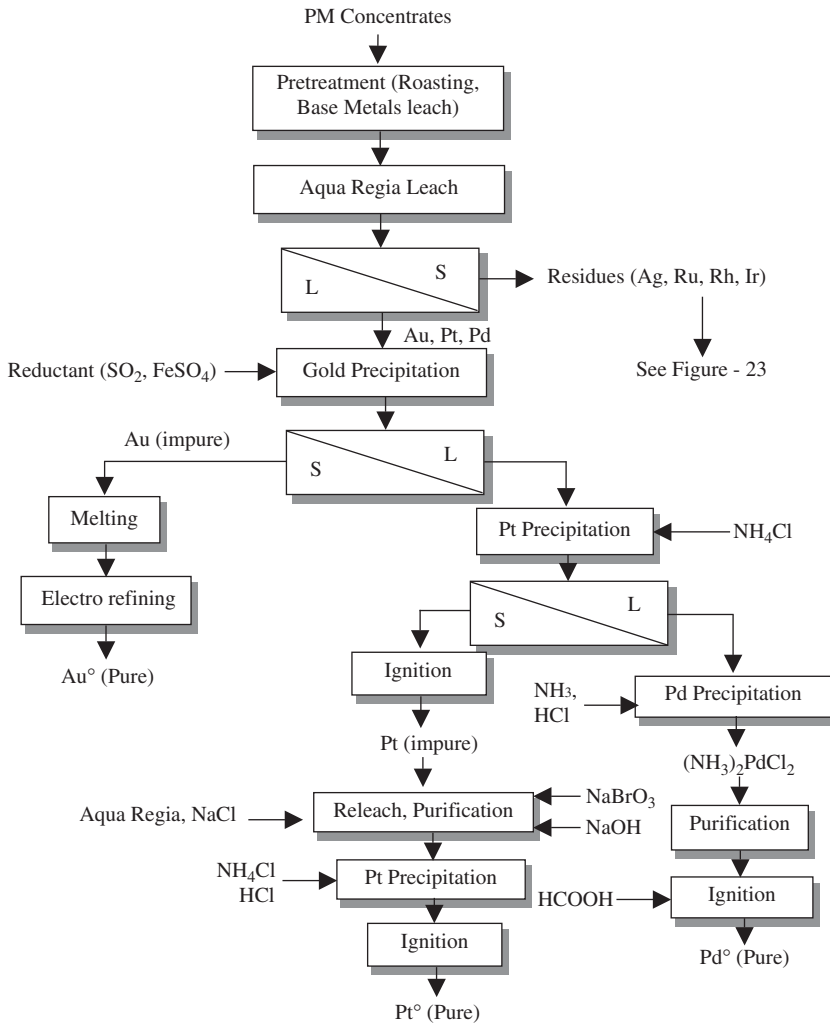 PM Concentrates
Pretreatment (Roasting,
Base Metals leach)
Aqua Regia Leach
L
S
Residues (Ag, Ru, Rh, Ir)
See Figure - 23
Au, Pt, Pd
Reductant (SO₂, FeSO₄)
Gold Precipitation
Au (impure)
S
L
Melting
Electro refining
Au° (Pure)
Pt Precipitation
NH₄Cl
S
L
Ignition
Pt (impure)
NH₃,
HCl
Pd Precipitation
(NH₃)₂PdCl₂
Aqua Regia, NaCl
Releach, Purification
NaBrO₃
NaOH
Purification
NH₄Cl
HCl
Pt Precipitation
HCOOH
Ignition
Pd° (Pure)
Ignition
Pt° (Pure)